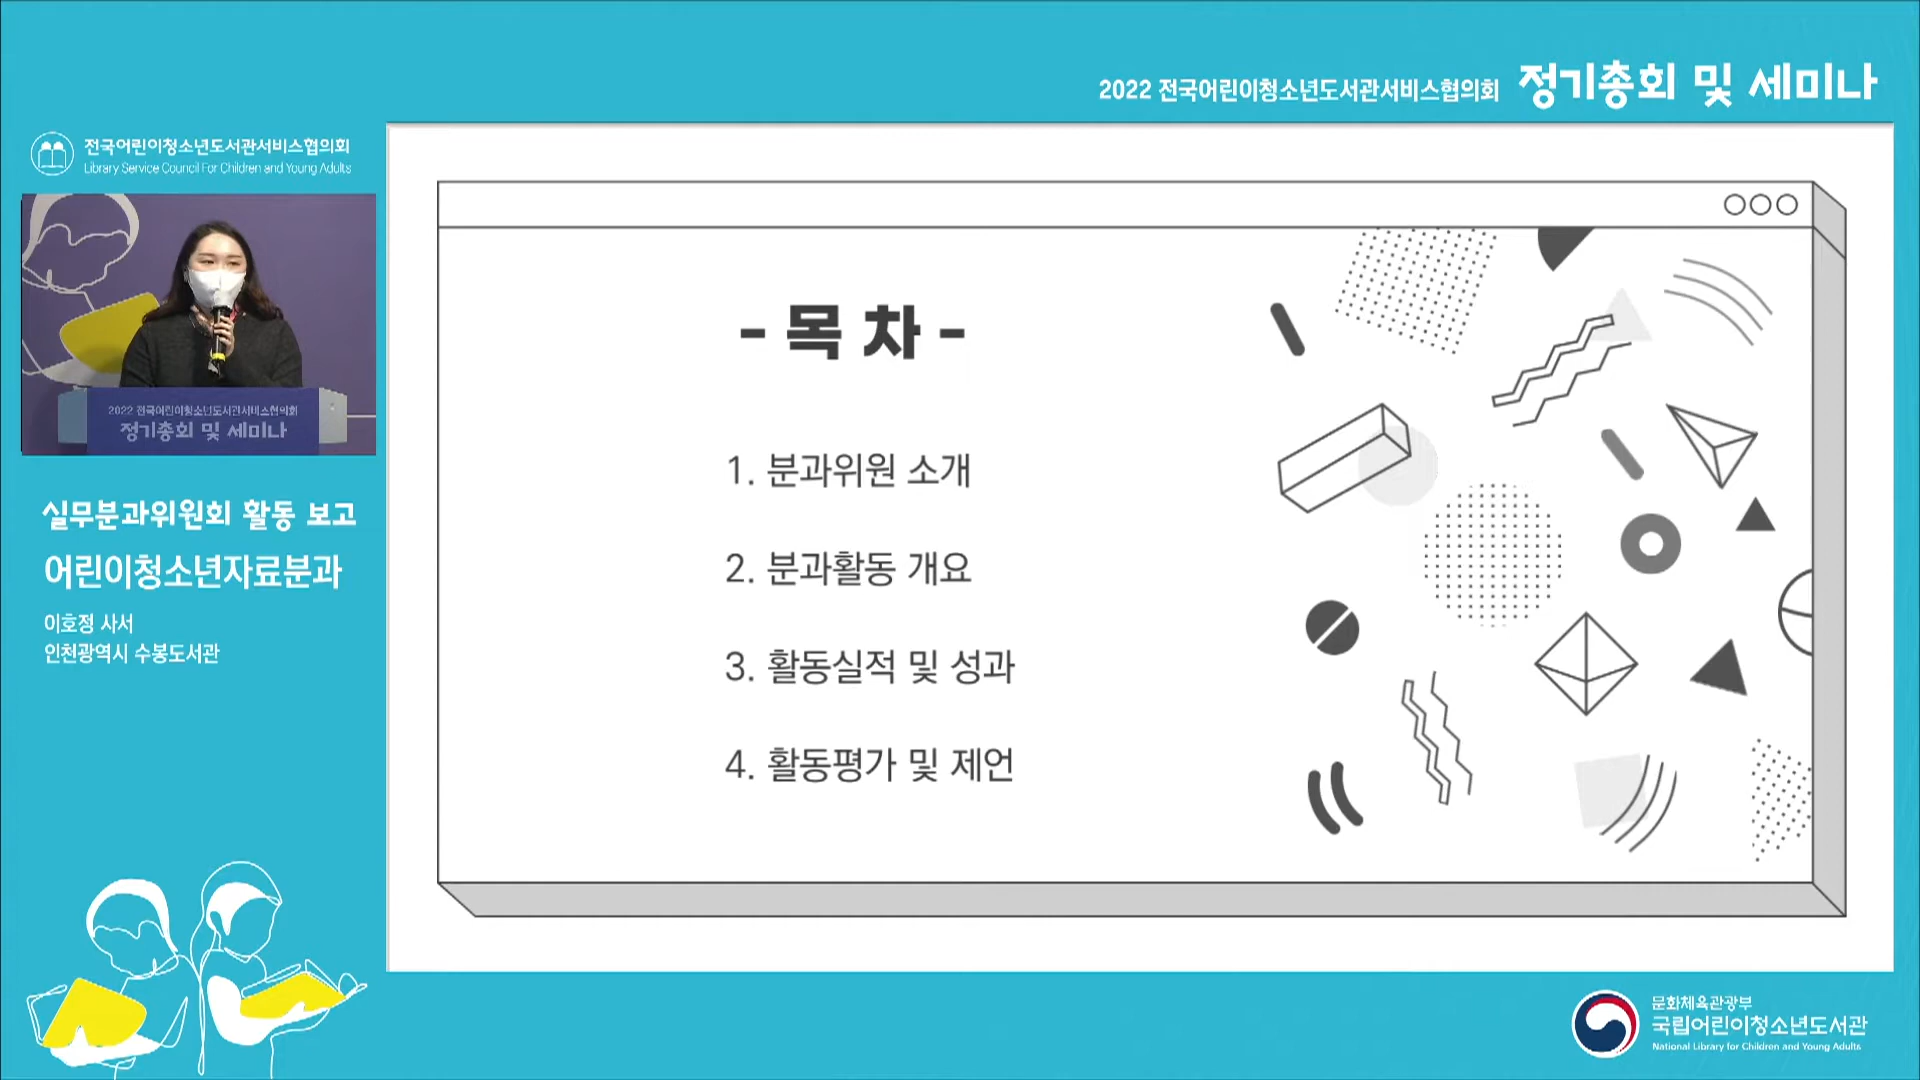 2022 전국어린이청소년도서관서비스협의회 정기총회 및 세미나
전국어린이청소년도서관서비스협의회
Library Service Council For Children and Young Adults
2022 전국어린이청소년도서관서비스협의회
정기총회 및 세미나
실무분과위원회 활동 보고
어린이청소년자료분과
이호정 사서
인천광역시 수봉도서관
- 목 차 -
1. 분과위원 소개
2. 분과활동 개요
3. 활동실적 및 성과
4. 활동평가 및 제언
문화체육관광부
국립어린이청소년도서관
National Library for Children and Young Adults